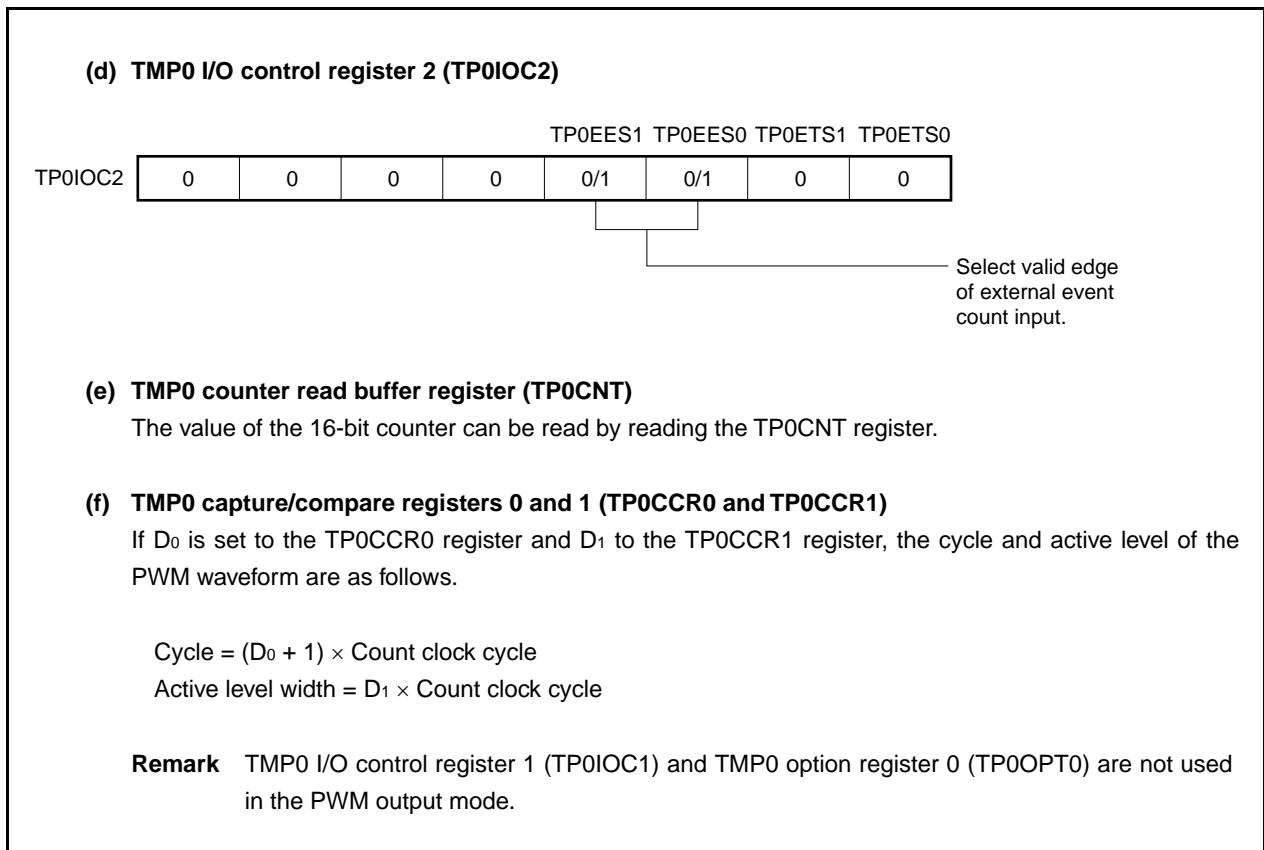 (d) TMP0 I/O control register 2 (TP0IOC2)
TP0EES1 TP0EES0 TP0ETS1 TP0ETS0
TP0IOC2 0 0 0 0 0/1 0/1 0 0
Select valid edge
of external event
count input.
(e) TMP0 counter read buffer register (TP0CNT)
The value of the 16-bit counter can be read by reading the TP0CNT register.
(f) TMP0 capture/compare registers 0 and 1 (TP0CCR0 and TP0CCR1)
If D0 is set to the TP0CCR0 register and D1 to the TP0CCR1 register, the cycle and active level of the
PWM waveform are as follows.
Cycle = (D0 + 1) × Count clock cycle
Active level width = D1 × Count clock cycle
Remark TMP0 I/O control register 1 (TP0IOC1) and TMP0 option register 0 (TP0OPT0) are not used
in the PWM output mode.